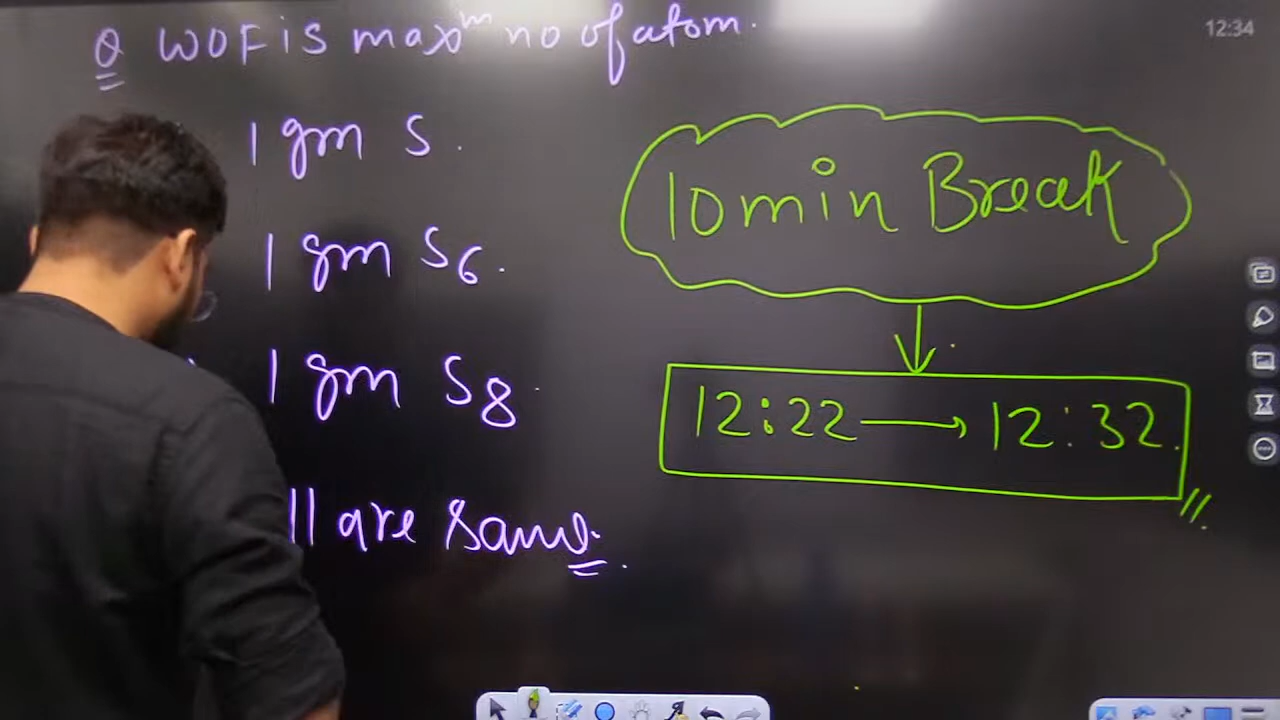 Q WOF is maxᵐ no of atom.
12:34
1 gm S.
1 gm S₆.
1 gm S₈.
ll are same.
10 min Break
12:22 → 12:32.